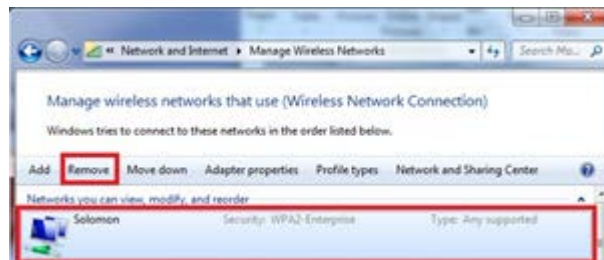 « Network and Internet ▸ Manage Wireless Networks
Search Ma...
Manage wireless networks that use (Wireless Network Connection)
Windows tries to connect to these networks in the order listed below.
Add Remove Move down Adapter properties Profile types Network and Sharing Center
Networks you can view, modify, and reorder
Solomon Security: WPA2-Enterprise Type: Any supported